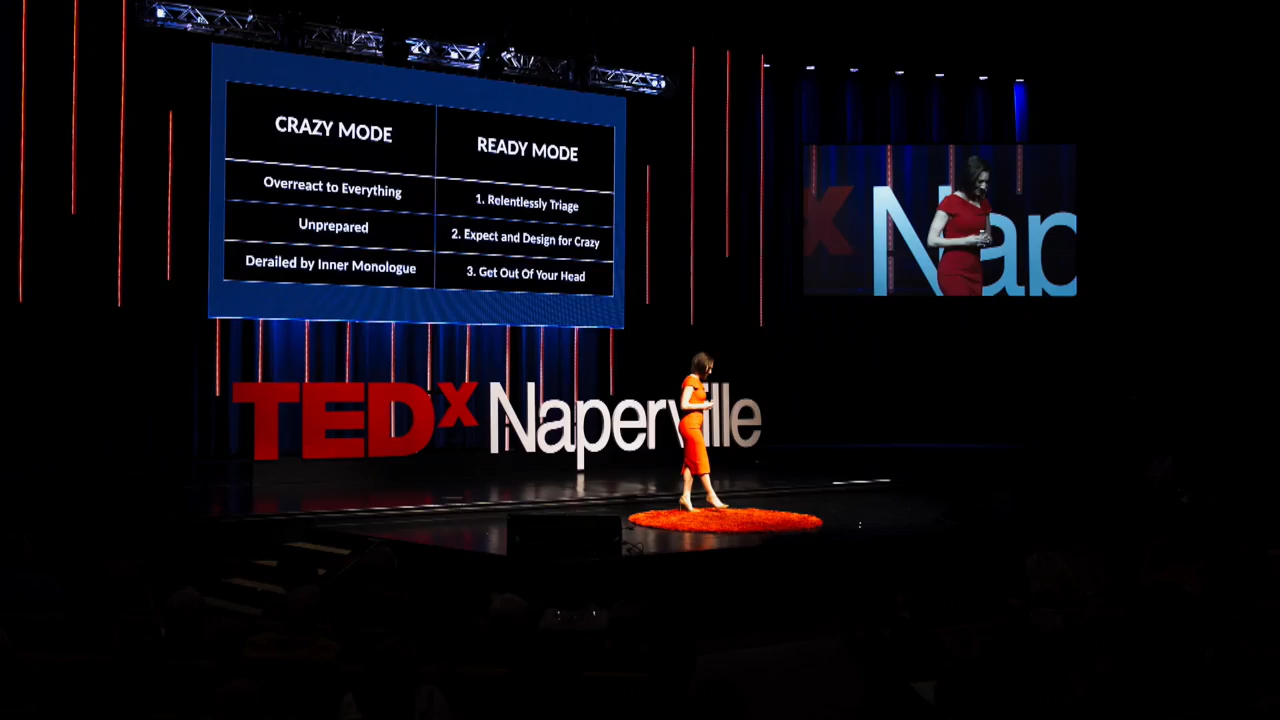 CRAZY MODE
READY MODE
Overreact to Everything
1. Relentlessly Triage
Unprepared
2. Expect and Design for Crazy
Derailed by Inner Monologue
3. Get Out Of Your Head
x Nap
TEDx Naperville